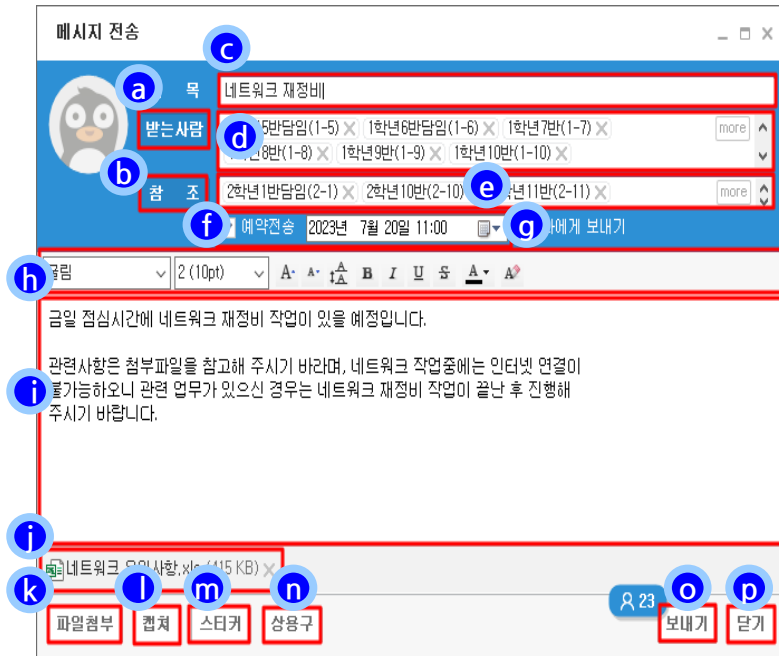 메시지 전송
c
a
목 네트워크 재정비
받는사람 d 5반담임(1-5) 1학년6반담임(1-6) 1학년7반(1-7) more
8반(1-8) 1학년9반(1-9) 1학년10반(1-10)
b
참 조 2학년1반담임(2-1) 2학년10반(2-10) e 학년11반(2-11) more
f 예약전송 2023년 7월 20일 11:00 g 에게 보내기
h 굴림 2 (10pt) A A A B I U S A A
금일 점심시간에 네트워크 재정비 작업이 있을 예정입니다.
관련사항은 첨부파일을 참고해 주시기 바라며, 네트워크 작업중에는 인터넷 연결이
i 불가능하오니 관련 업무가 있으신 경우는 네트워크 재정비 작업이 끝난 후 진행해
주시기 바랍니다.
j
네트워크 사항.xls (415 KB)
k l m n 23 o p
파일첨부 캡쳐 스티커 상용구 보내기 닫기